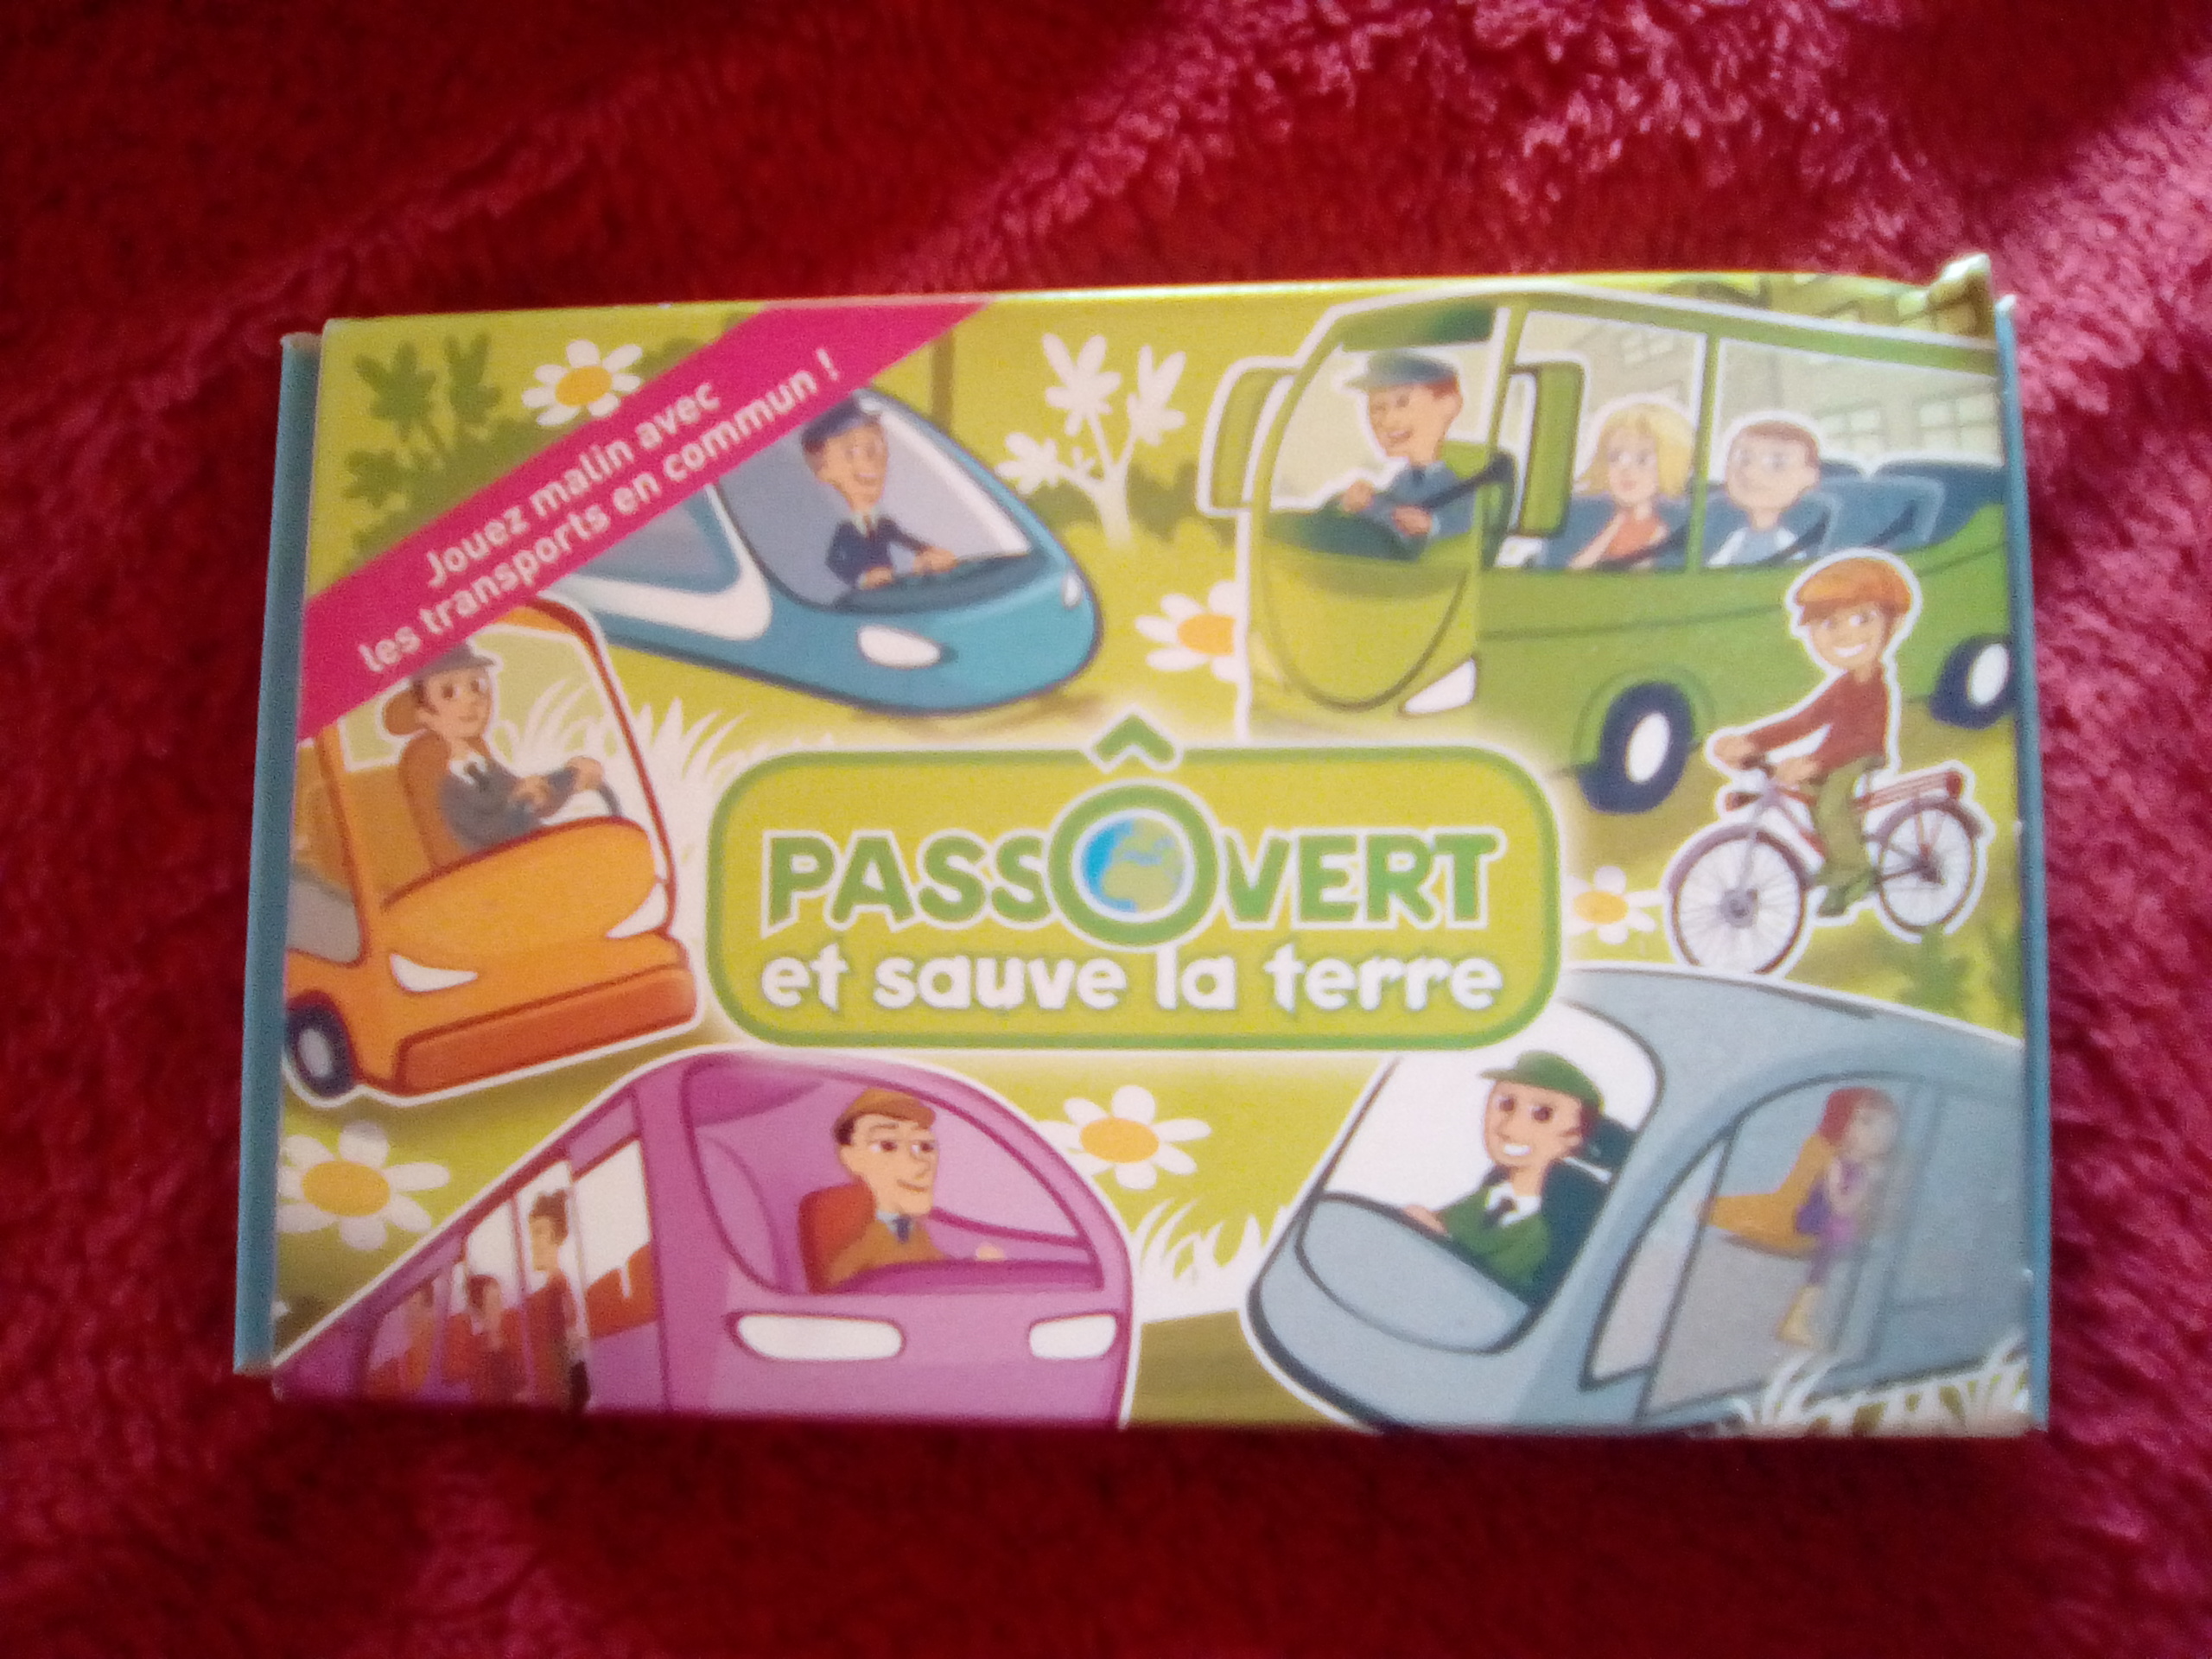 Jouez malin avec
les transports en commun !
PASSÔVERT
et sauve la terre